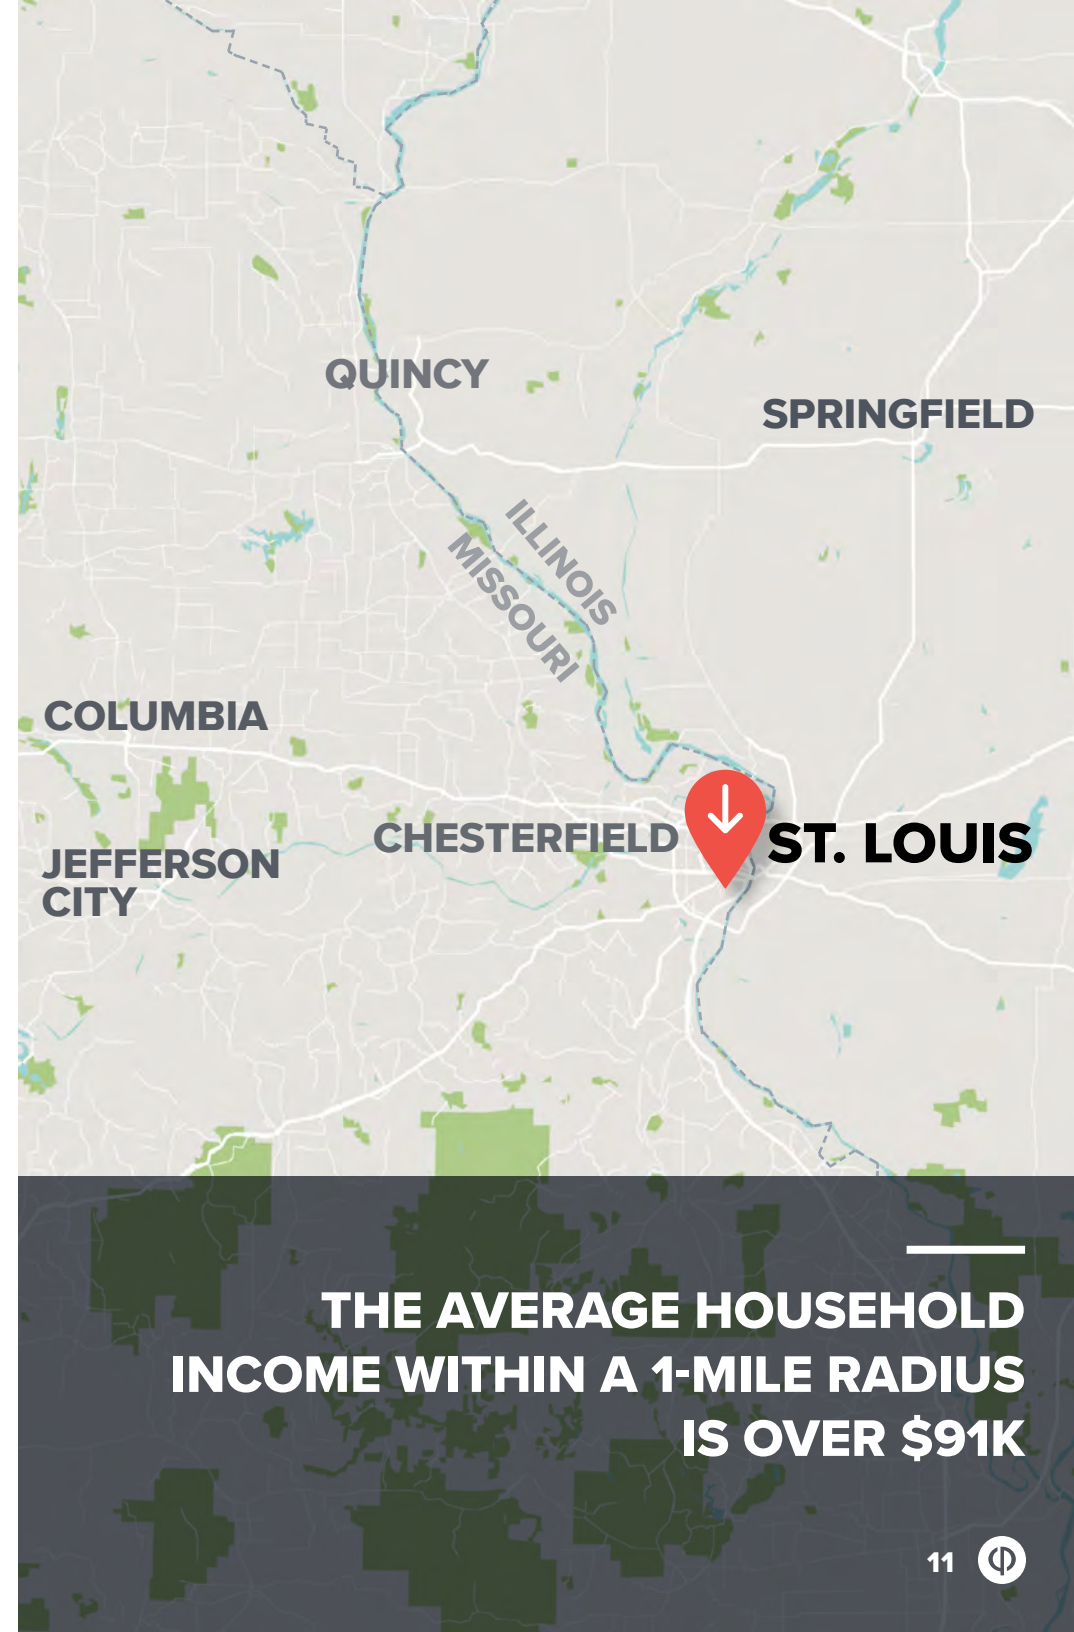 QUINCY
SPRINGFIELD
ILLINOIS
MISSOURI
COLUMBIA
CHESTERFIELD
ST. LOUIS
JEFFERSON
CITY
THE AVERAGE HOUSEHOLD
INCOME WITHIN A 1-MILE RADIUS
IS OVER $91K
11